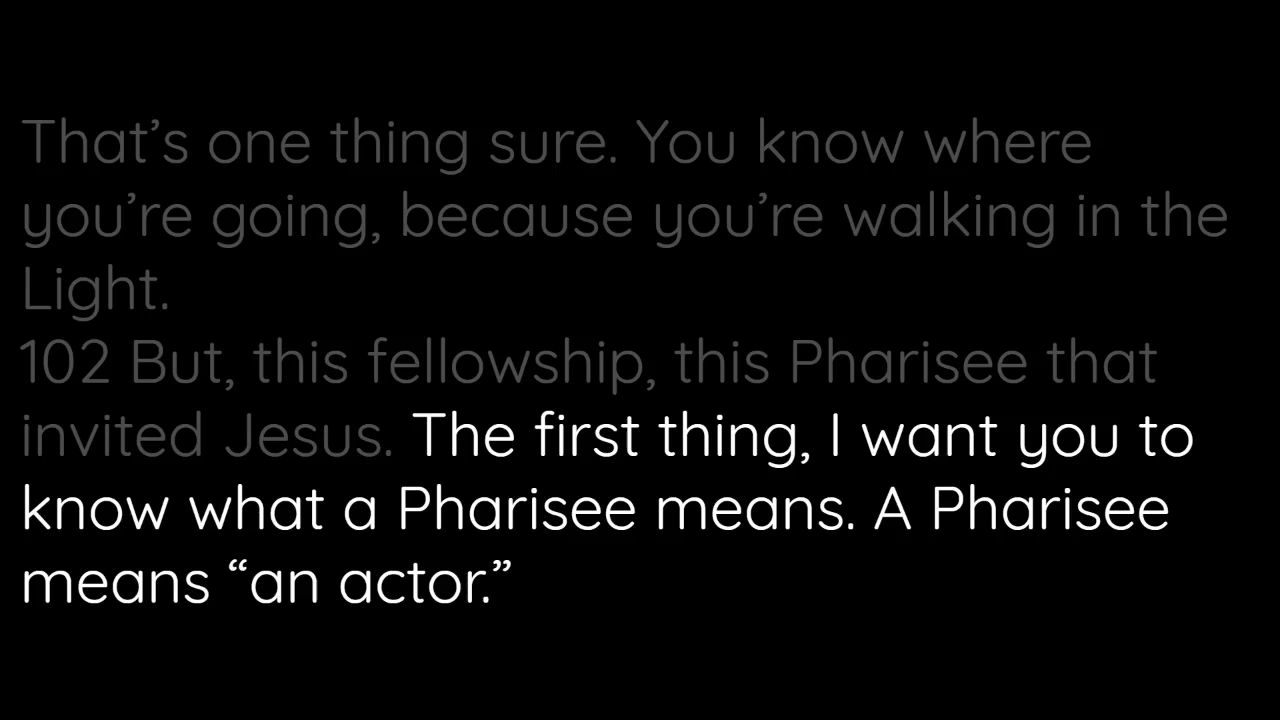 That’s one thing sure. You know where
you’re going, because you’re walking in the
Light.
102 But, this fellowship, this Pharisee that
invited Jesus. The first thing, I want you to
know what a Pharisee means. A Pharisee
means “an actor.”